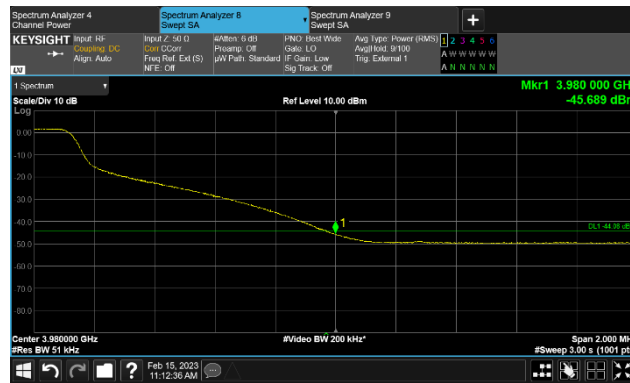 Spectrum Analyzer 4
Channel Power
Spectrum Analyzer 8
Swept SA
Spectrum Analyzer 9
Swept SA
KEYSIGHT
Input: RF
Coupling: DC
Align: Auto
Input Z: 50 Ω
Corr CCorr
Freq Ref: Ext (S)
NFE: Off
#Atten: 6 dB
Preamp: Off
µW Path: Standard
PNO: Best Wide
Gate: LO
IF Gain: Low
Sig Track: Off
Avg Type: Power (RMS)
Avg|Hold: 9/100
Trig: External 1
1 2 3 4 5 6
A W W W W W
A N N N N N
LXI
1 Spectrum
Scale/Div 10 dB
Ref Level 10.00 dBm
Mkr1 3.980 000 GH
-45.689 dBr
Log
0.00
-10.0
-20.0
-30.0
-40.0
-50.0
-60.0
-70.0
-80.0
1
DL1 -44.06 dB
Center 3.980000 GHz
#Res BW 51 kHz
#Video BW 200 kHz*
Span 2.000 MH
#Sweep 3.00 s (1001 pt
?
Feb 15, 2023
11:12:36 AM